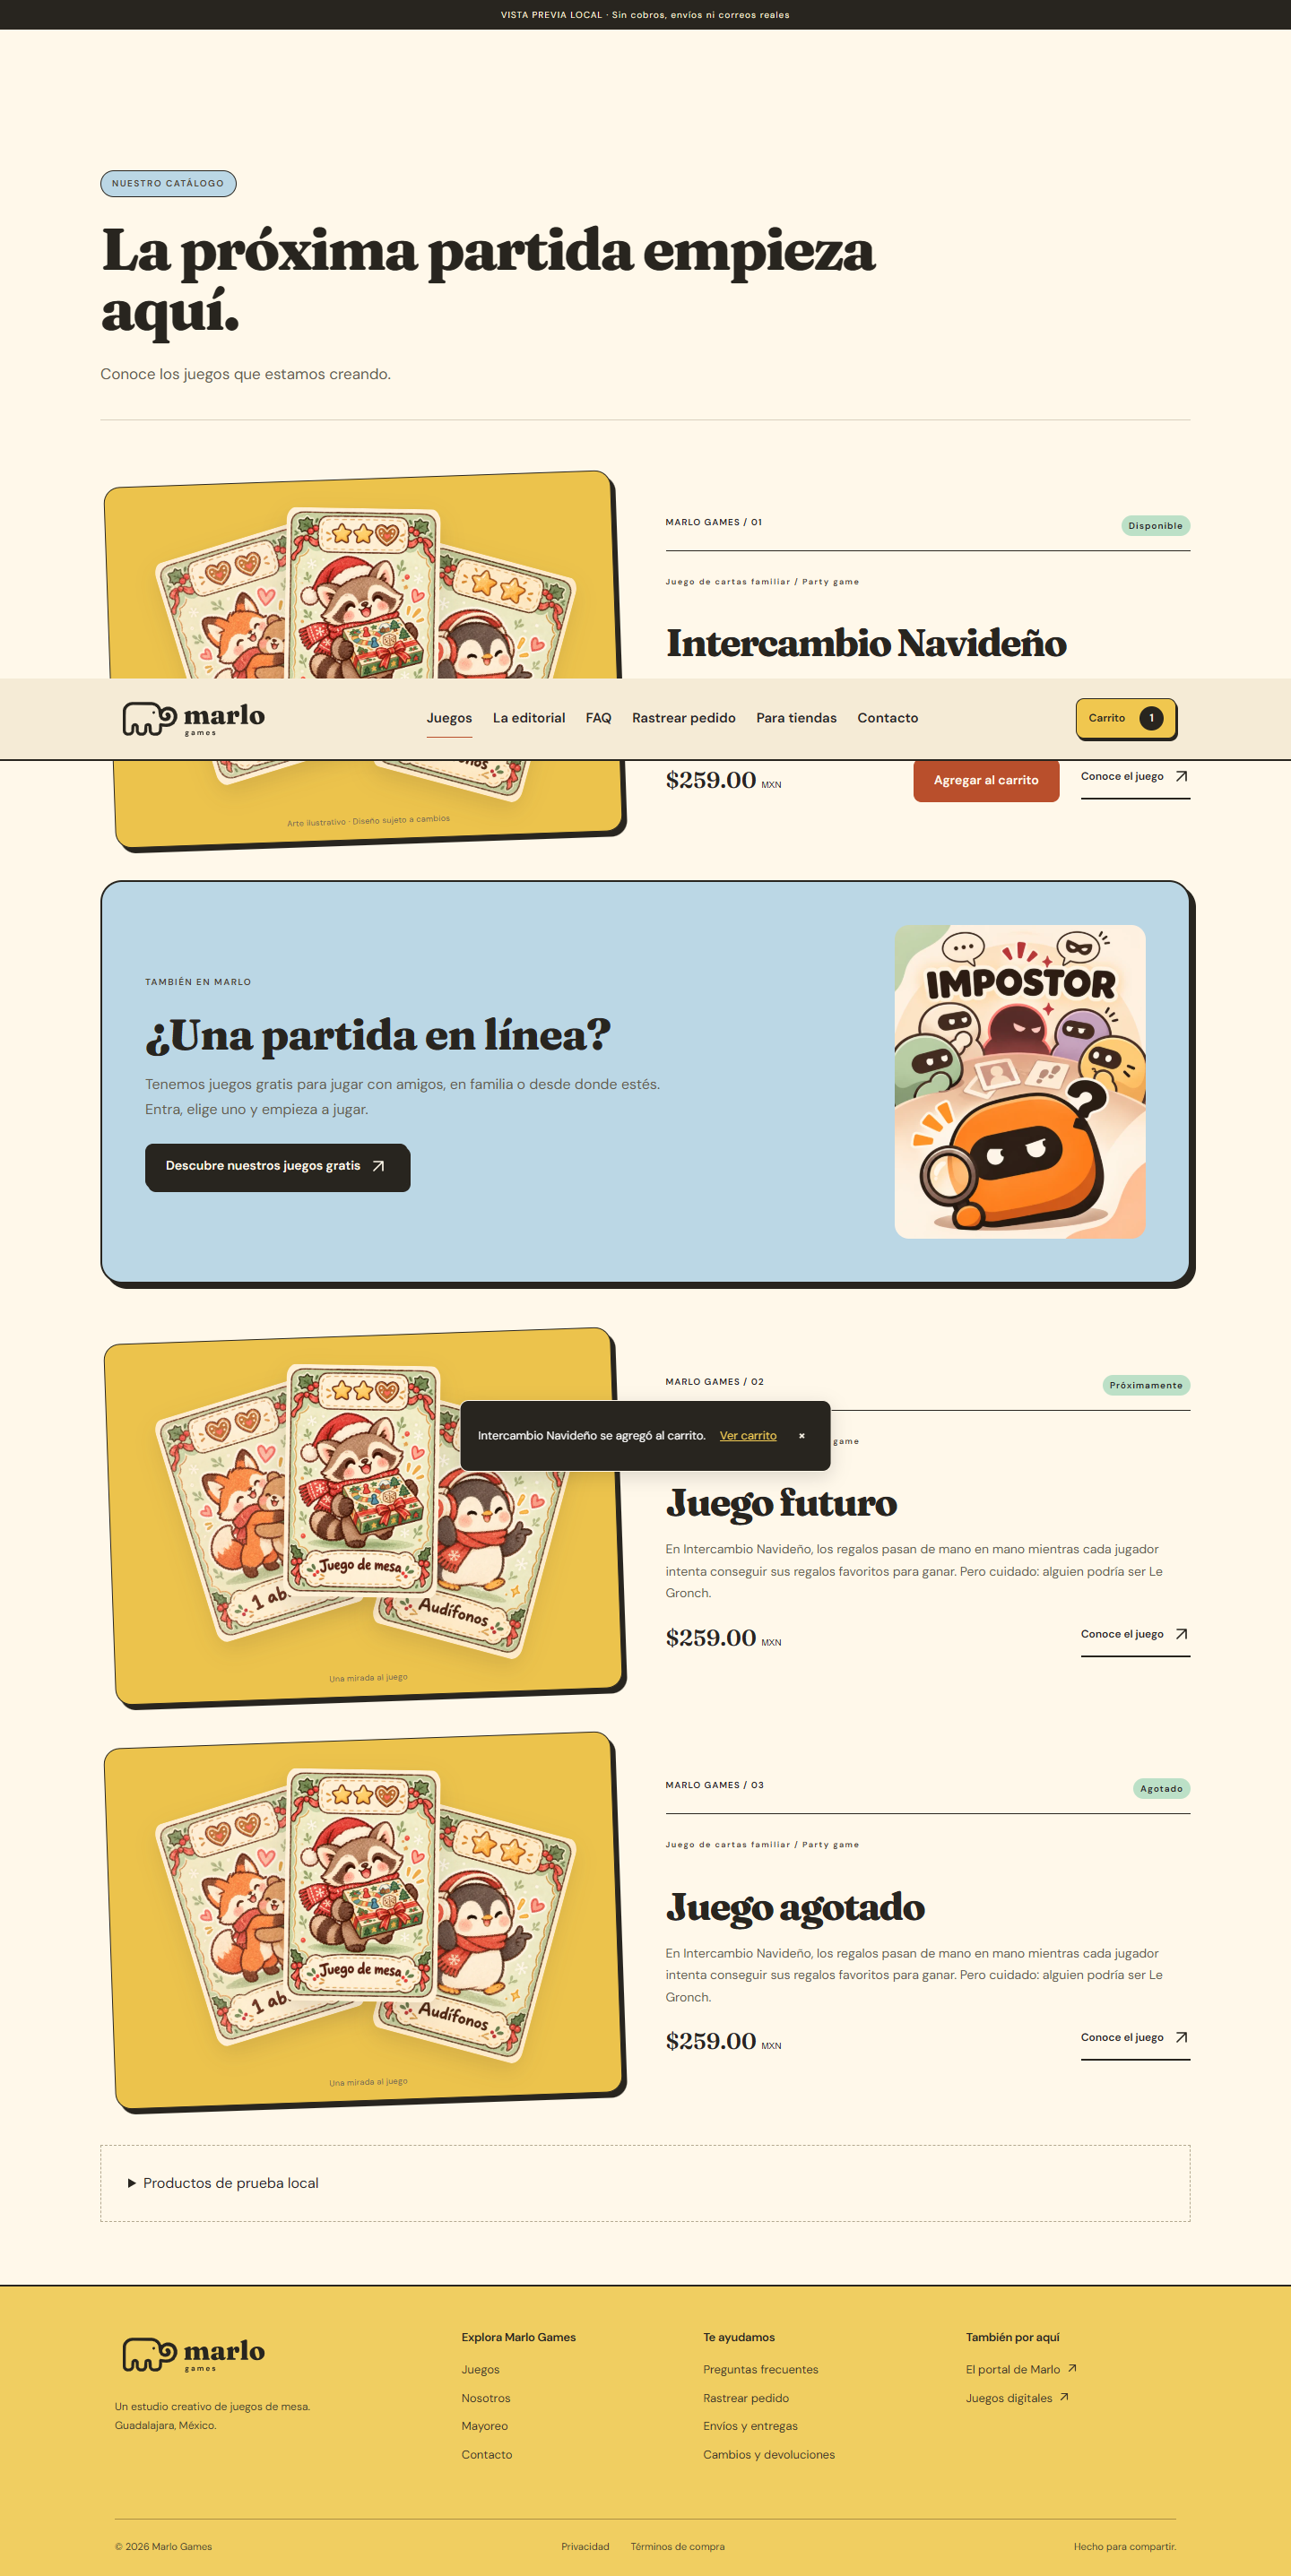 VISTA PREVIA LOCAL · Sin cobros, envíos ni correos reales
NUESTRO CATÁLOGO
La próxima partida empieza
aquí.
Conoce los juegos que estamos creando.
MARLO GAMES / 01
Disponible
Juego de cartas familiar / Party game
Intercambio Navideño
marlo
games
Juegos
La editorial
FAQ
Rastrear pedido
Para tiendas
Contacto
Carrito
1
$259.00 MXN
Agregar al carrito
Conoce el juego
Arte ilustrativo · Diseño sujeto a cambios
TAMBIÉN EN MARLO
¿Una partida en línea?
Tenemos juegos gratis para jugar con amigos, en familia o desde donde estés.
Entra, elige uno y empieza a jugar.
Descubre nuestros juegos gratis
IMPOSTOR
?
MARLO GAMES / 02
Próximamente
game
Intercambio Navideño se agregó al carrito.
Ver carrito
×
Juego futuro
En Intercambio Navideño, los regalos pasan de mano en mano mientras cada jugador
intenta conseguir sus regalos favoritos para ganar. Pero cuidado: alguien podría ser Le
Gronch.
$259.00 MXN
Conoce el juego
Juego de mesa
1 ab
Audífonos
Una mirada al juego
MARLO GAMES / 03
Agotado
Juego de cartas familiar / Party game
Juego agotado
En Intercambio Navideño, los regalos pasan de mano en mano mientras cada jugador
intenta conseguir sus regalos favoritos para ganar. Pero cuidado: alguien podría ser Le
Gronch.
$259.00 MXN
Conoce el juego
Juego de mesa
1 ab
Audífonos
Una mirada al juego
Productos de prueba local
marlo
games
Un estudio creativo de juegos de mesa.
Guadalajara, México.
Explora Marlo Games
Juegos
Nosotros
Mayoreo
Contacto
Te ayudamos
Preguntas frecuentes
Rastrear pedido
Envíos y entregas
Cambios y devoluciones
También por aquí
El portal de Marlo
Juegos digitales
© 2026 Marlo Games
Privacidad
Términos de compra
Hecho para compartir.